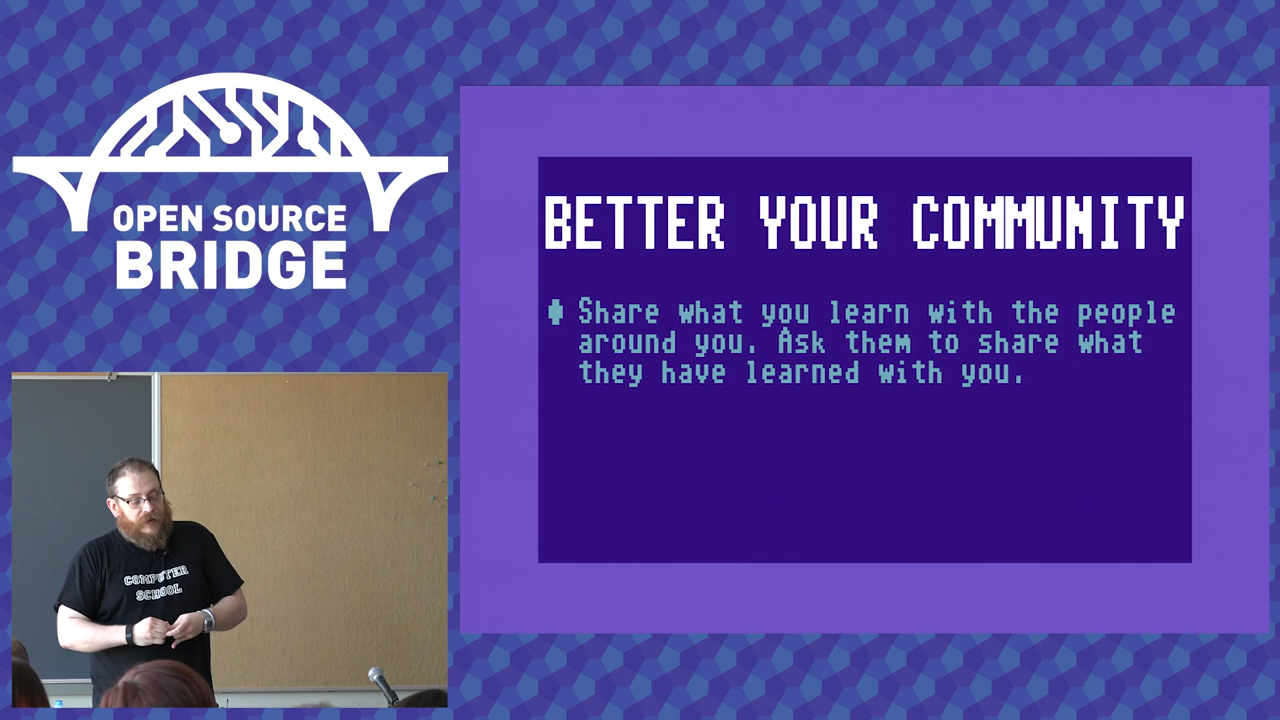 OPEN SOURCE
BRIDGE
BETTER YOUR COMMUNITY
Share what you learn with the people
around you. Ask them to share what
they have learned with you.
COMPUTER
SCHOOL